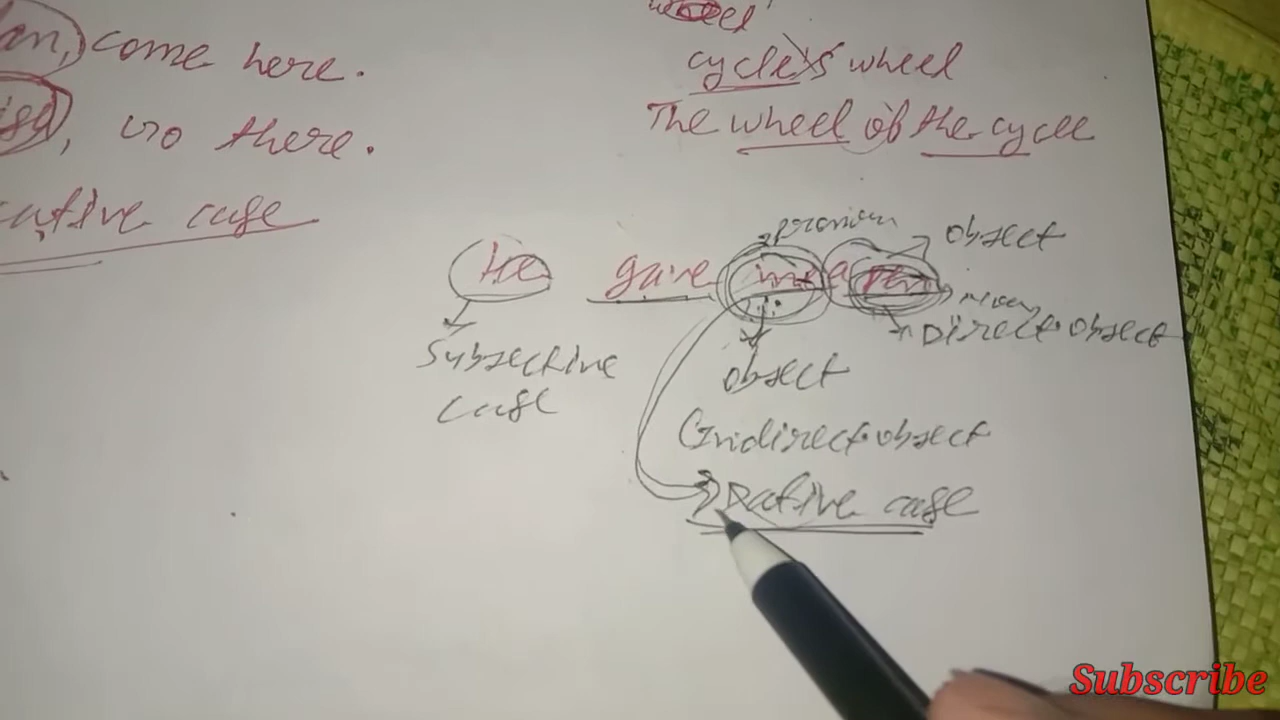 come here.
, Go there.
cative case
wheel
cycle's wheel
The wheel of the cycle
pronoun
object
He gave me a pen
noun
Direct object
Subjective
case
object
Indirect object
Dative case
Subscribe